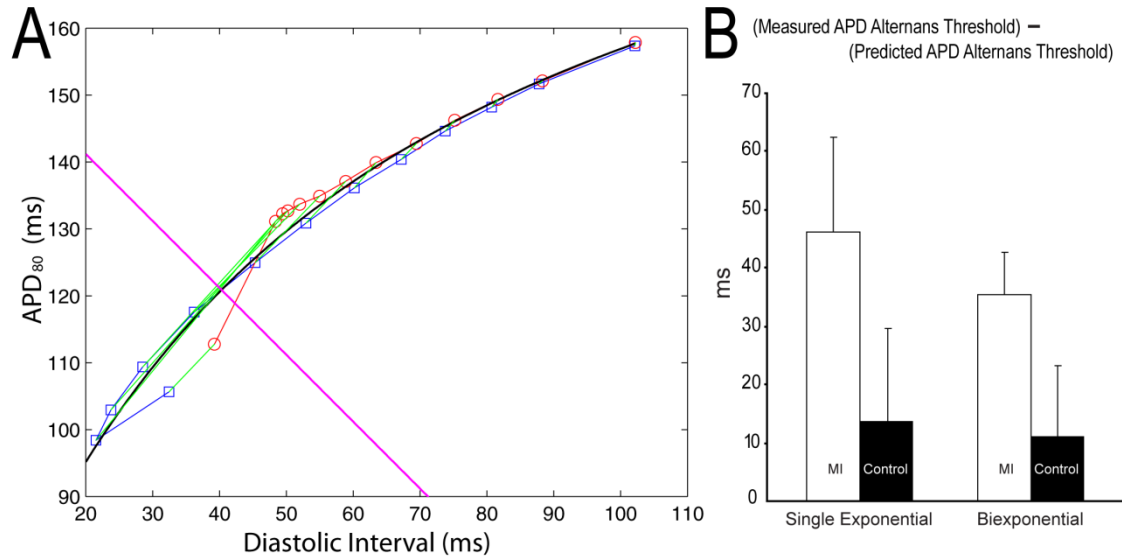 A
160
150
140
130
120
110
100
90
APD80 (ms)
20 30 40 50 60 70 80 90 100 110
Diastolic Interval (ms)
B
(Measured APD Alternans Threshold) –
(Predicted APD Alternans Threshold)
70
60
50
40
30
20
10
0
ms
MI Control MI Control
Single Exponential Biexponential